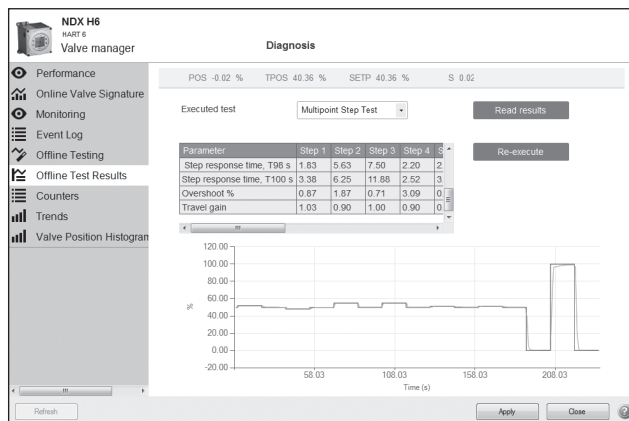 NDX H6
HART 6
Valve manager
Diagnosis
Performance
Online Valve Signature
Monitoring
Event Log
Offline Testing
Offline Test Results
Counters
Trends
Valve Position Histogram
POS -0.02 % TPOS 40.36 % SETP 40.36 % S 0.02
Executed test Multipoint Step Test Read results
Re-execute
Parameter Step 1 Step 2 Step 3 Step 4 S
Step response time, T98 s 1.83 5.63 7.50 2.20 2.
Step response time, T100 s 3.38 6.25 11.88 2.52 3.
Overshoot % 0.87 1.87 0.71 3.09 0.
Travel gain 1.03 0.90 1.00 0.90 0.
120.00
100.00
80.00
60.00
40.00
20.00
0.00
-20.00
%
58.03 108.03 158.03 208.03
Time (s)
Refresh Apply Close ?